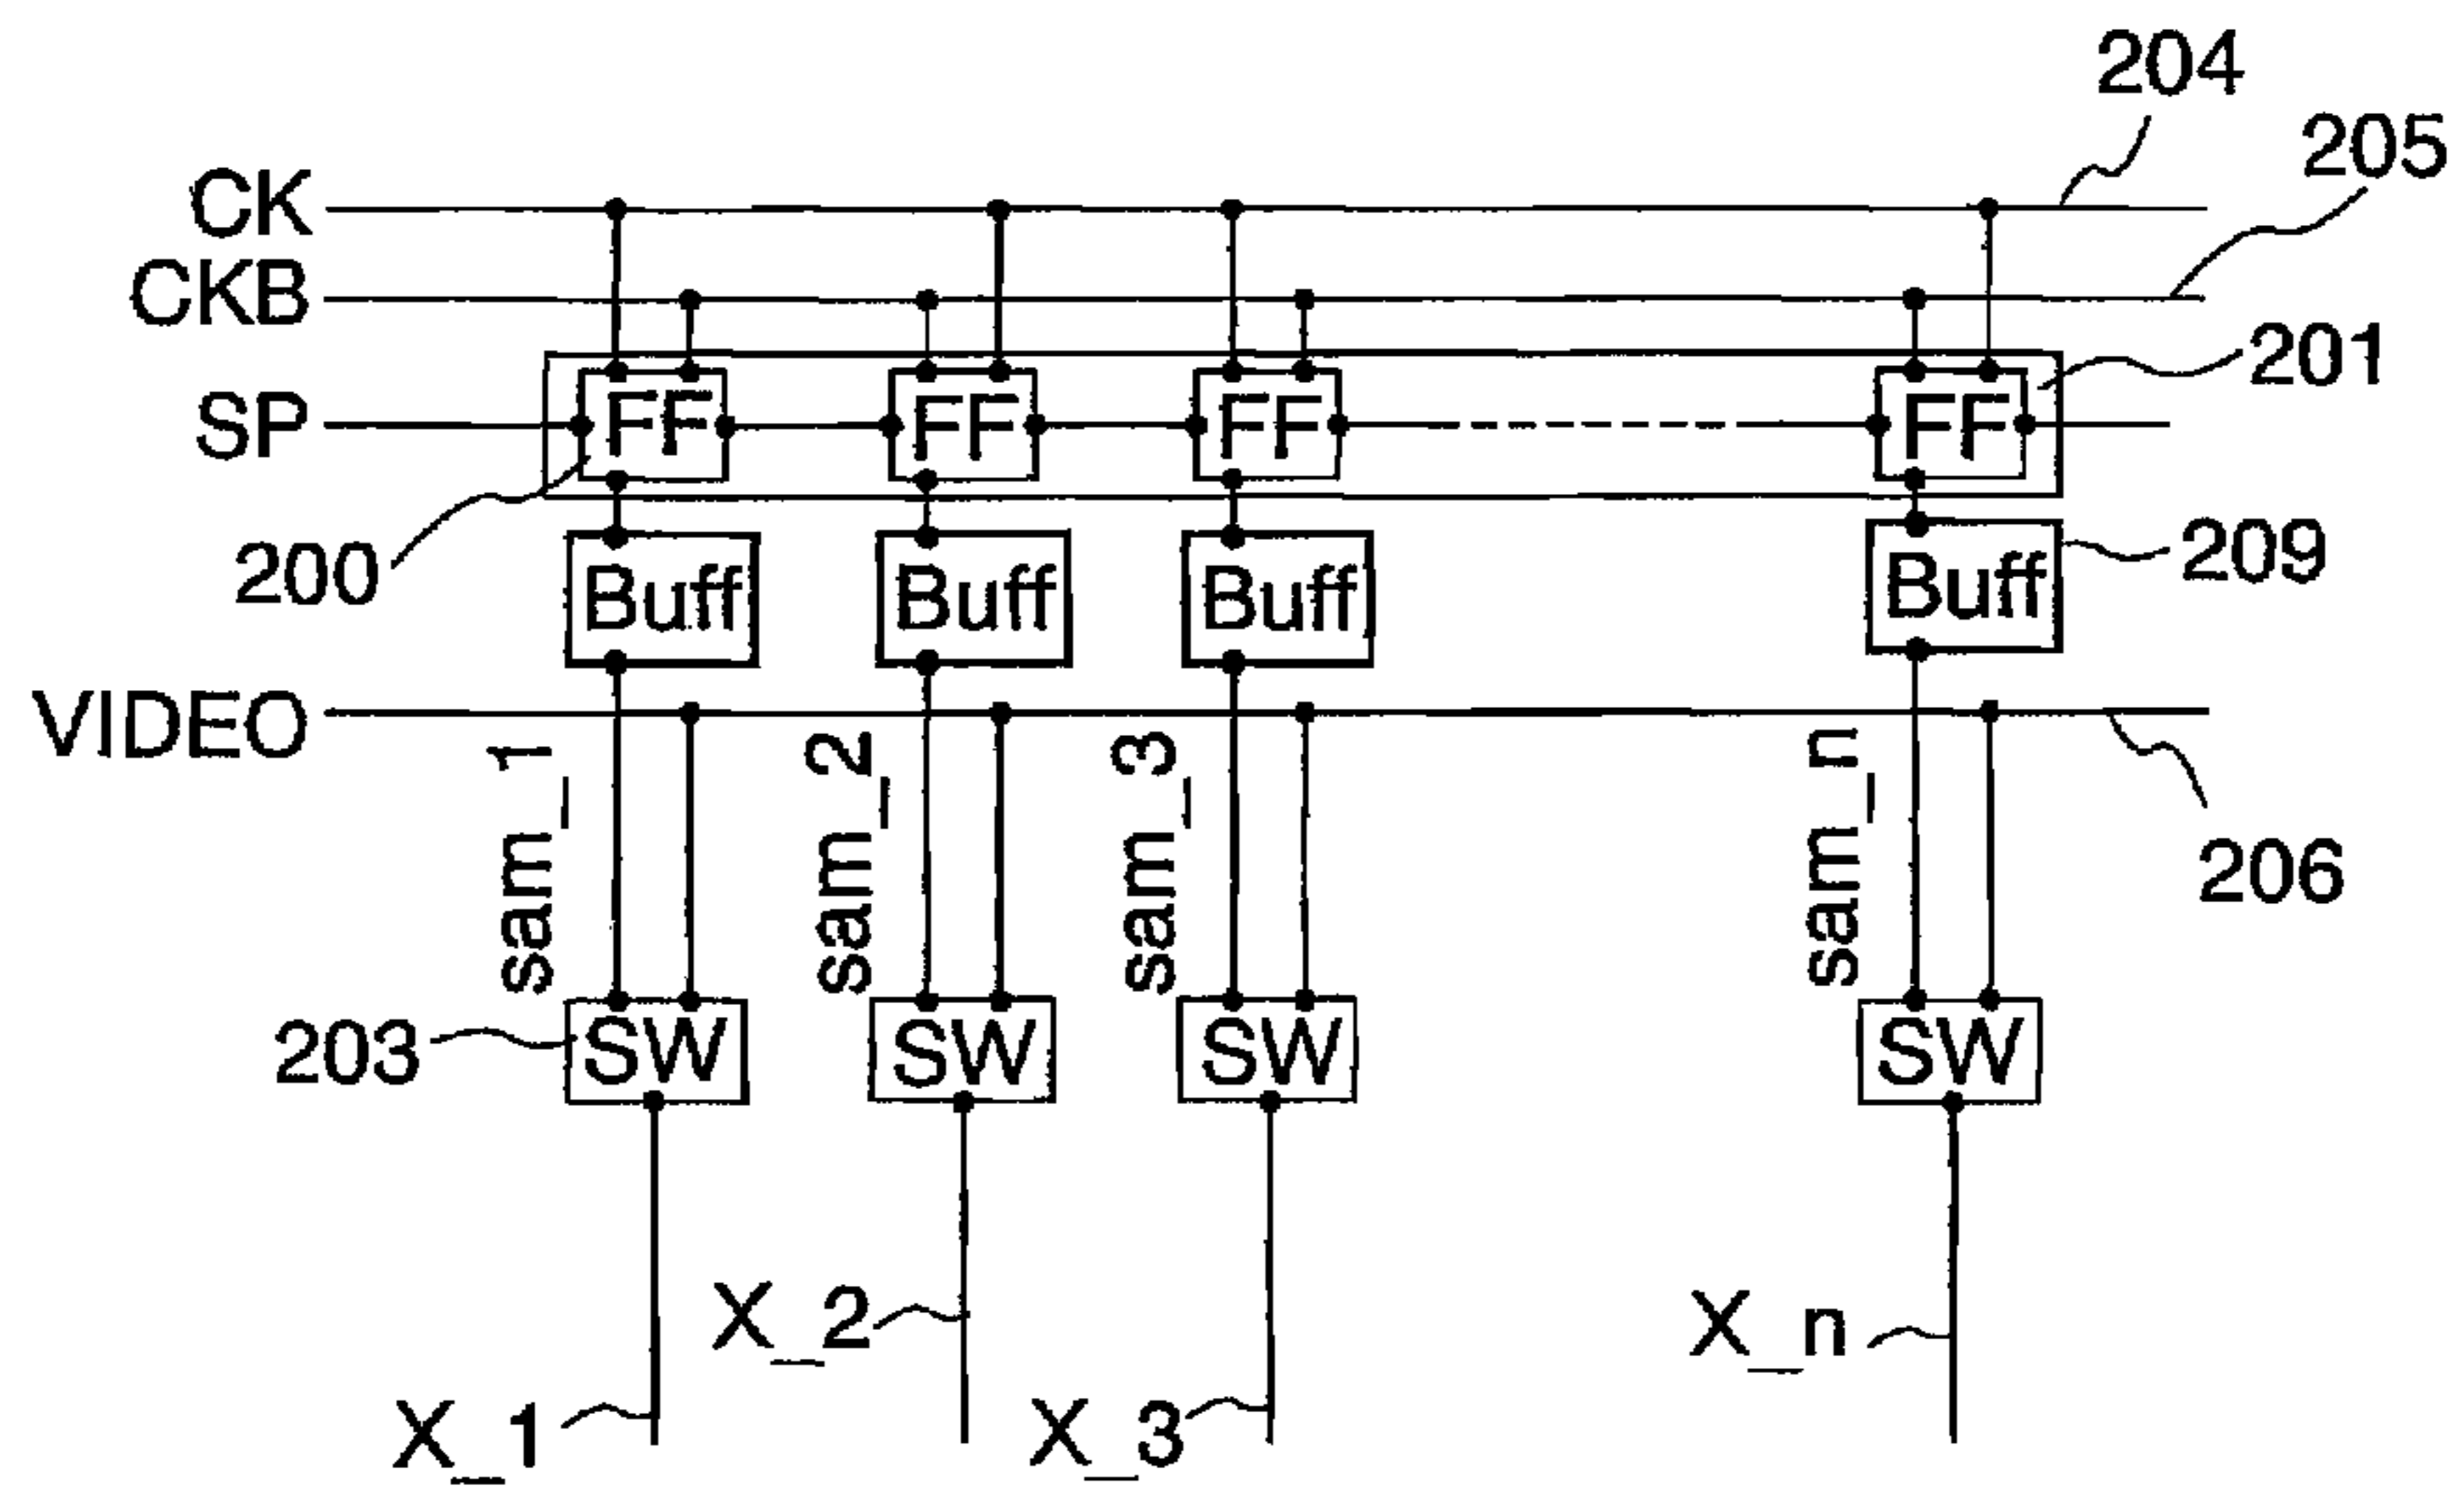 204
205
CK
CKB
SP
FF FF FF FF
201
200
Buff Buff Buff Buff
209
VIDEO
sam_1 sam_2 sam_3 sam_n
206
203
SW SW SW SW
X_1 X_2 X_3 X_n